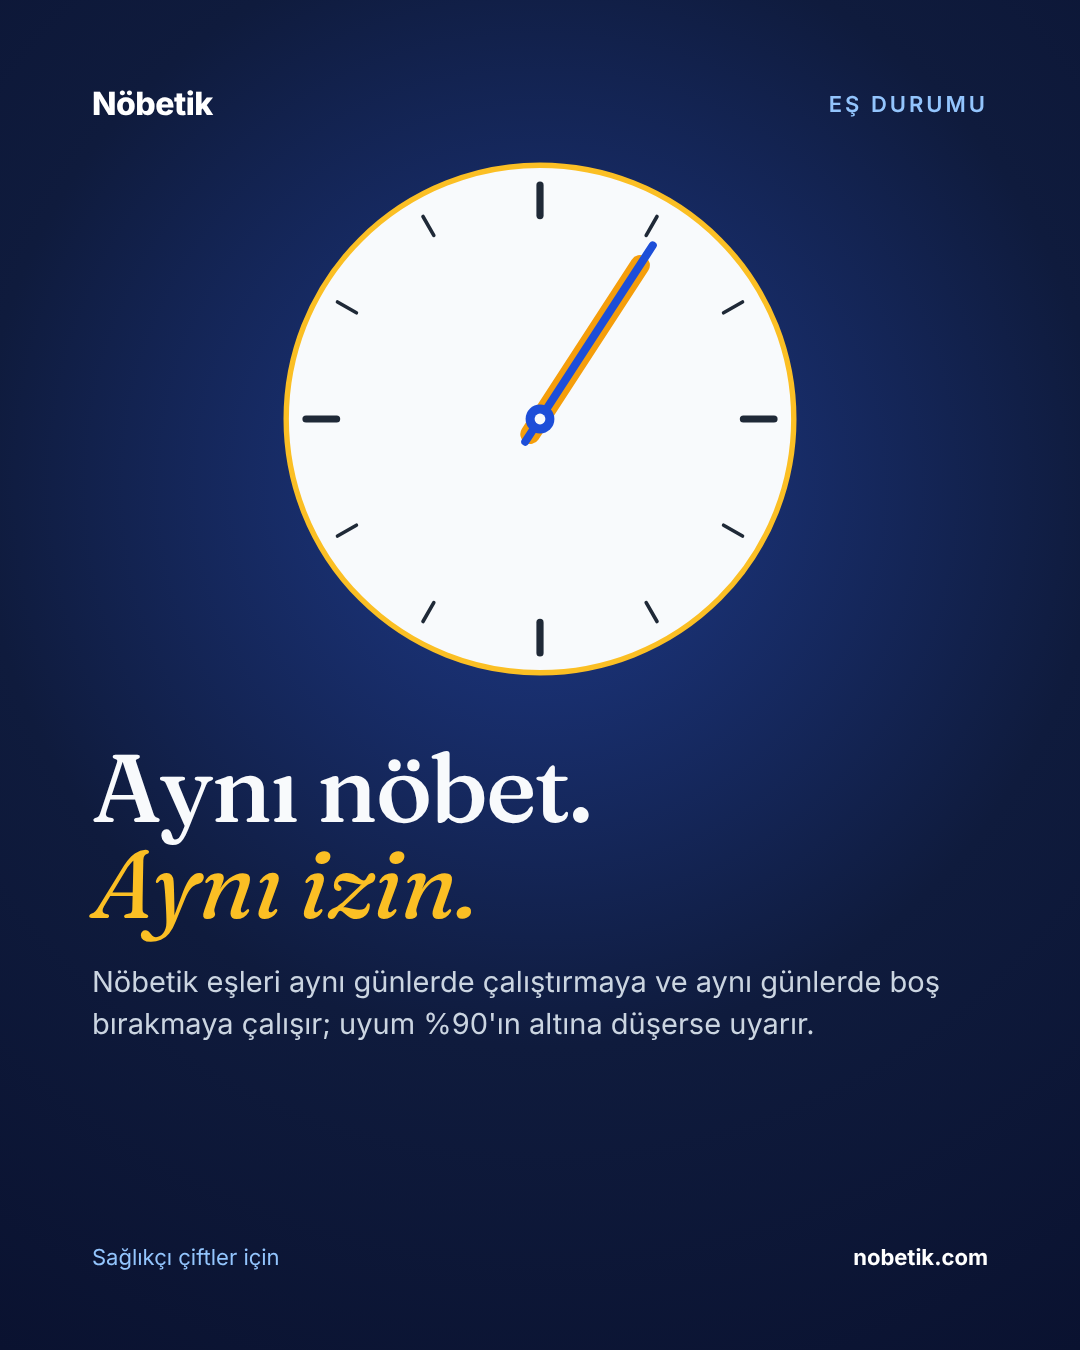 Nöbetik
EŞ DURUMU
Aynı nöbet.
Aynı izin.
Nöbetik eşleri aynı günlerde çalıştırmaya ve aynı günlerde boş
bırakmaya çalışır; uyum %90'ın altına düşerse uyarır.
Sağlıkçı çiftler için
nobetik.com